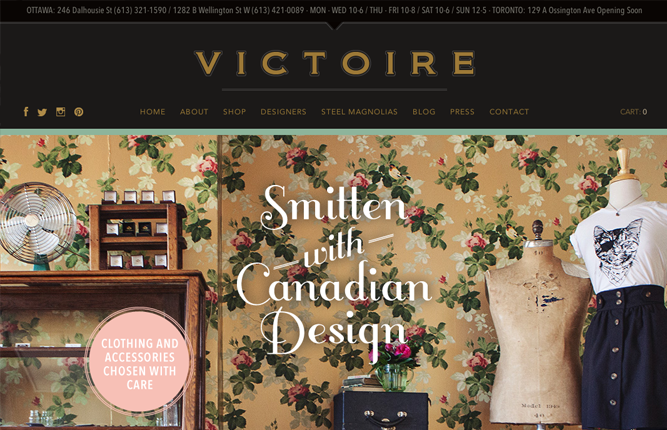 OTTAWA: 246 Dalhousie St (613) 321-1590 / 1282 B Wellington St W (613) 421-0089 · MON - WED 10-6 / THU - FRI 10-8 / SAT 10-6 / SUN 12-5 · TORONTO: 129 A Ossington Ave Opening Soon
VICTOIRE
HOME ABOUT SHOP DESIGNERS STEEL MAGNOLIAS BLOG PRESS CONTACT CART: 0
Smitten
with
Canadian
Design
CLOTHING AND
ACCESSORIES
CHOSEN WITH
CARE